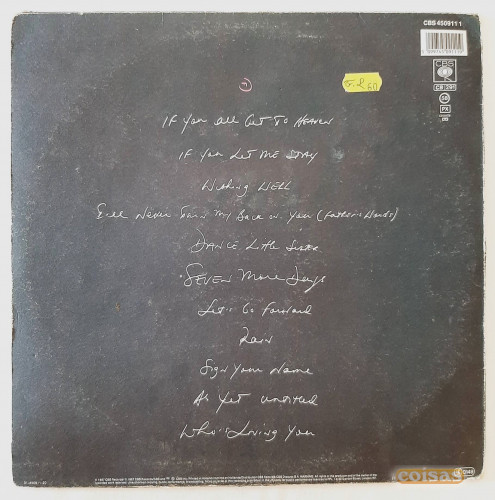 CBS 450911 1
CBS
PX
IF You All Get To HEAVEN
IF You LeT ME STAY
Wishing WELL
I'll Never Turn My Back on You (Father's Words)
DANCE Little Sister
SEVEN More Days
Let's Go Forward
RAIN
Sign Your Name
As Yet Untitled
Who's Loving You
coisas